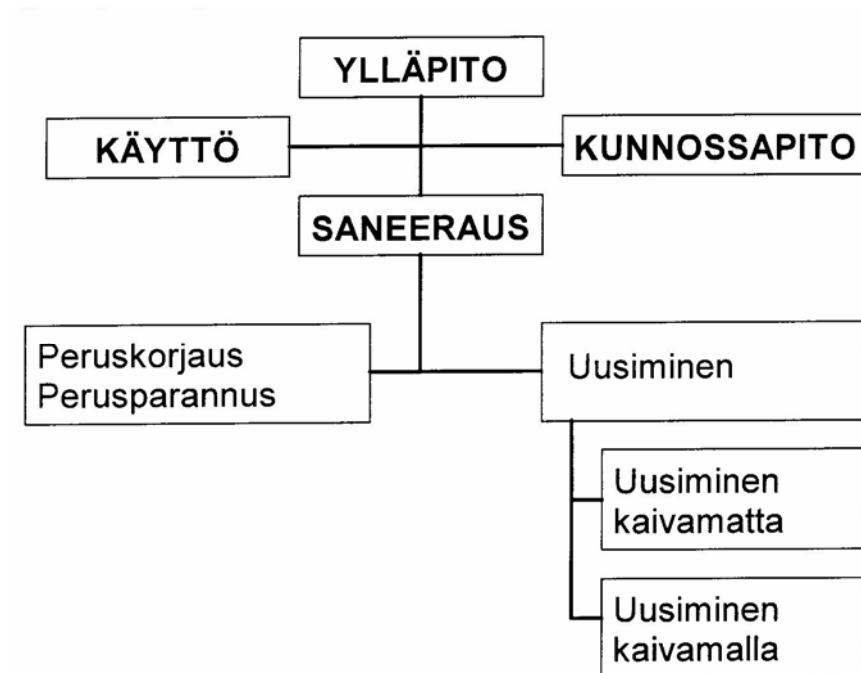 YLLÄPITO
KÄYTTÖ
KUNNOSSAPITO
SANEERAUS
Peruskorjaus
Perusparannus
Uusiminen
Uusiminen
kaivamatta
Uusiminen
kaivamalla